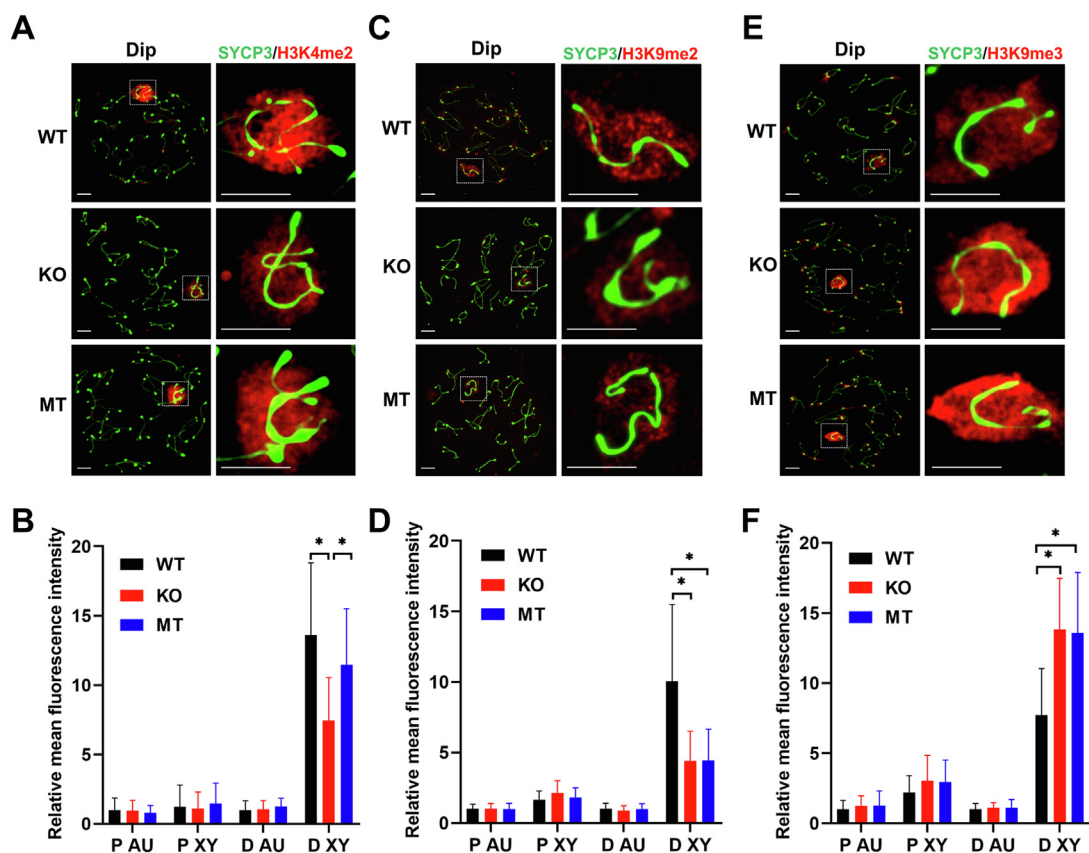 A
Dip
SYCP3/H3K4me2
WT
KO
MT
C
Dip
SYCP3/H3K9me2
WT
KO
MT
E
Dip
SYCP3/H3K9me3
WT
KO
MT
B
Relative mean fluorescence intensity
20
15
10
5
0
WT
KO
MT
*
*
P AU
P XY
D AU
D XY
D
Relative mean fluorescence intensity
20
15
10
5
0
WT
KO
MT
*
*
P AU
P XY
D AU
D XY
F
Relative mean fluorescence intensity
20
15
10
5
0
WT
KO
MT
*
*
P AU
P XY
D AU
D XY